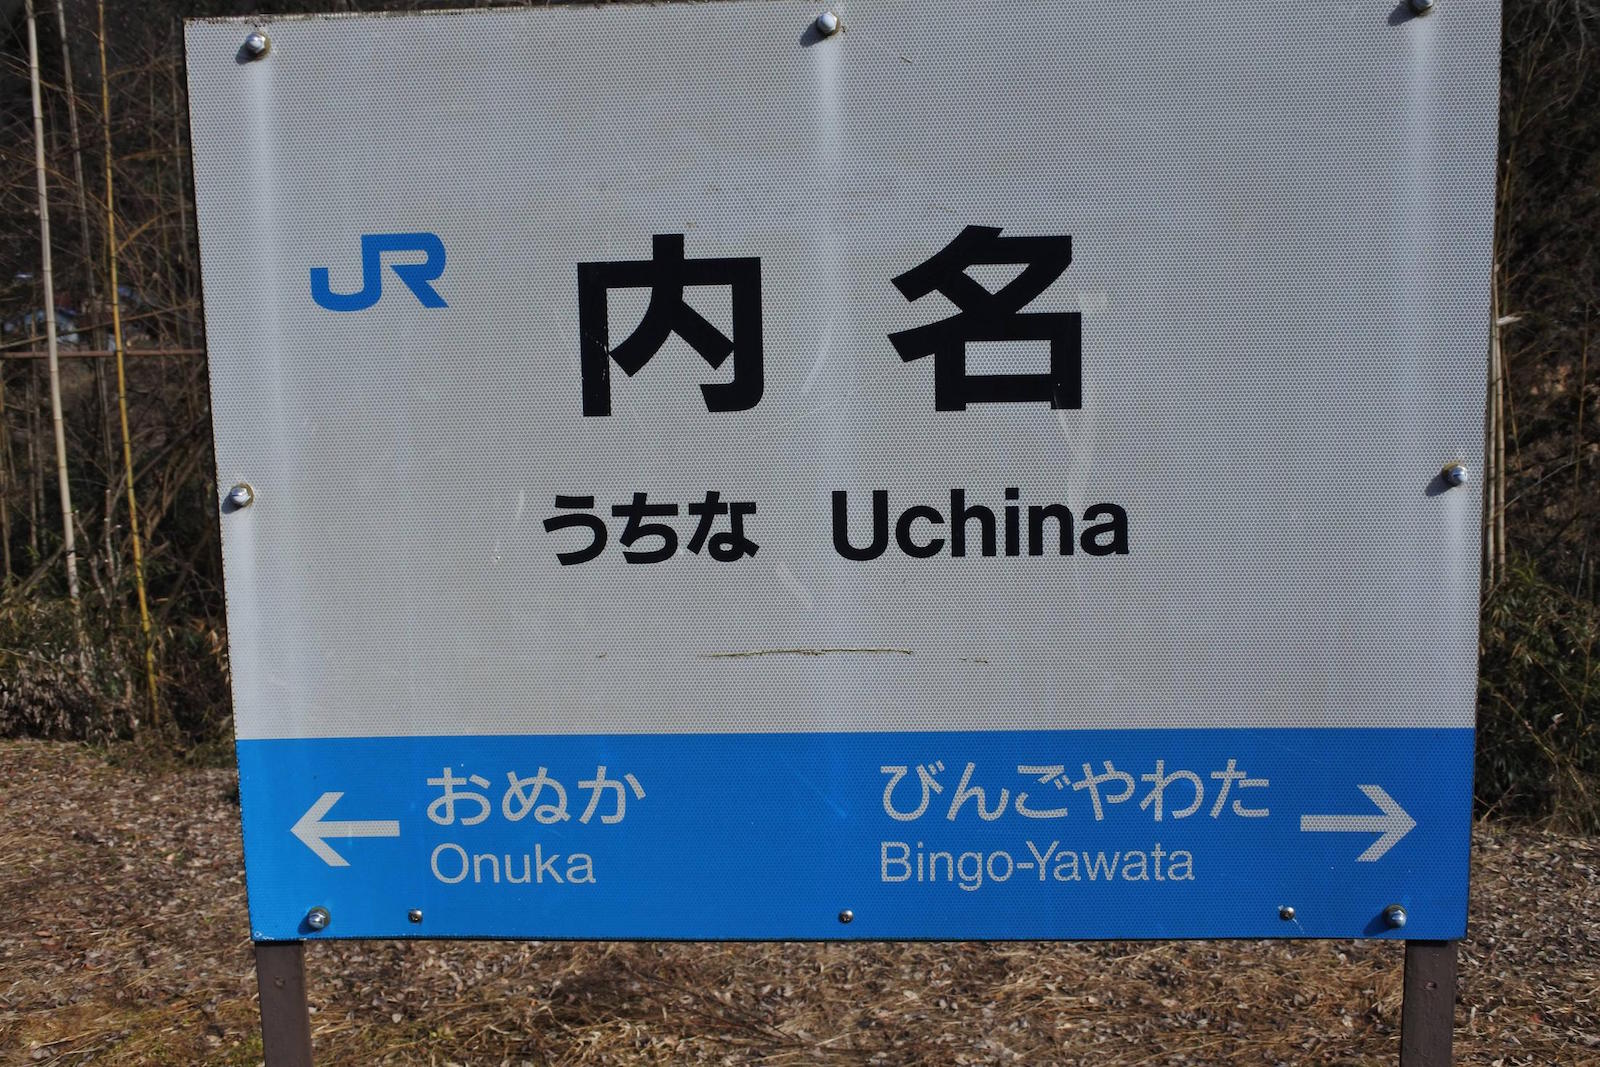 JR
内名
うちな Uchina
← おぬか びんごやわた →
Onuka Bingo-Yawata